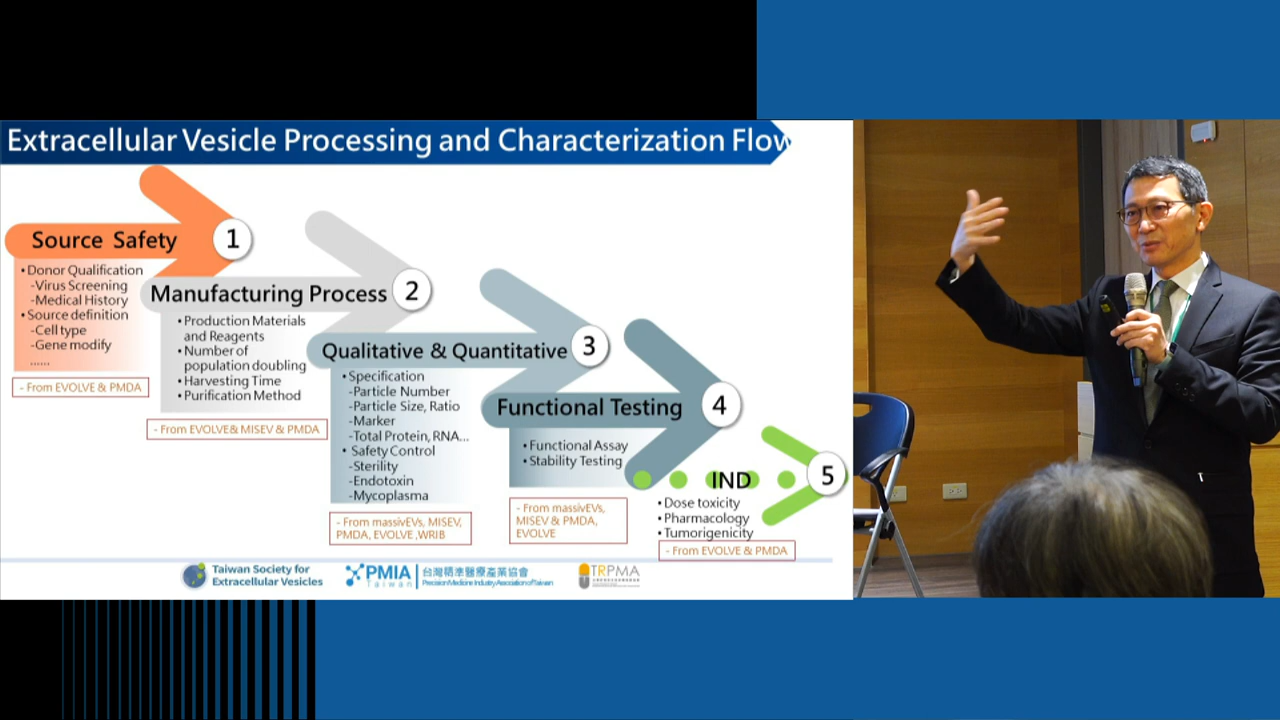 Extracellular Vesicle Processing and Characterization Flow
Source Safety
1
• Donor Qualification
-Virus Screening
-Medical History
• Source definition
-Cell type
-Gene modify
......
- From EVOLVE & PMDA
Manufacturing Process
2
• Production Materials
and Reagents
• Number of
population doubling
• Harvesting Time
• Purification Method
- From EVOLVE& MISEV & PMDA
Qualitative & Quantitative
3
• Specification
-Particle Number
-Particle Size, Ratio
-Marker
-Total Protein, RNA...
• Safety Control
-Sterility
-Endotoxin
-Mycoplasma
- From massivEVs, MISEV,
PMDA, EVOLVE ,WRIB
Functional Testing
4
• Functional Assay
• Stability Testing
- From massivEVs,
MISEV & PMDA,
EVOLVE
IND
5
• Dose toxicity
• Pharmacology
• Tumorigenicity
- From EVOLVE & PMDA
Taiwan Society for
Extracellular Vesicles
PMIA
Taiwan
台灣精準醫療產業協會
Precision Medicine Industry Association of Taiwan
TRPMA